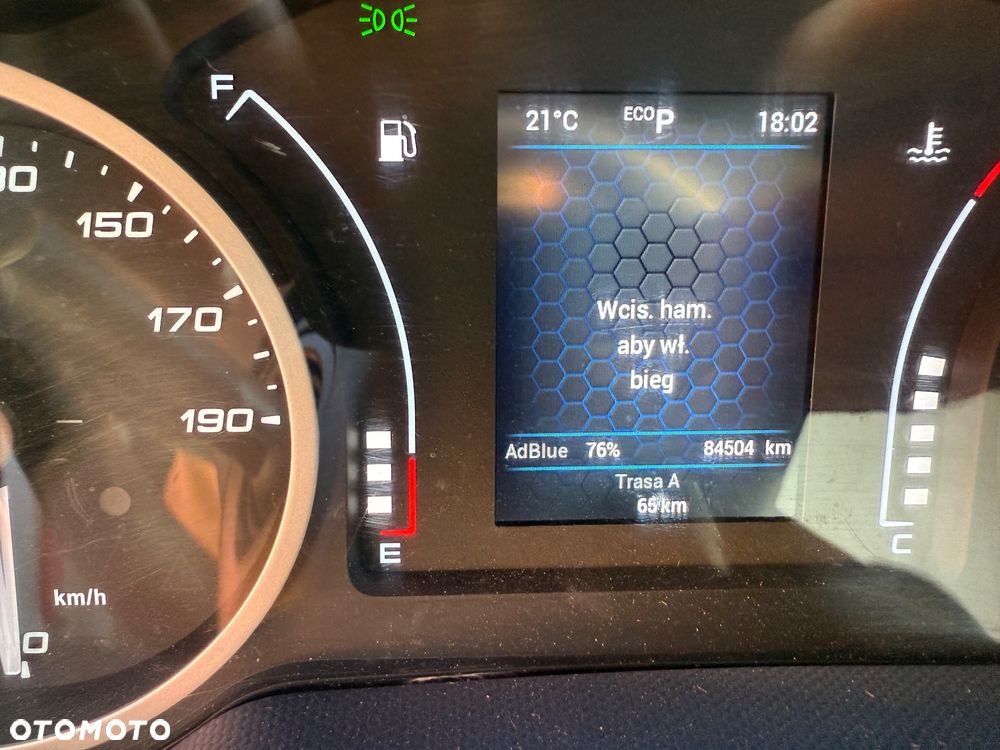 F
21°C ECO P 18:02
150
170
190
Wcis. ham.
aby wł.
bieg
AdBlue 76% 84504 km
Trasa A
65 km
E
C
km/h
0
OTOMOTO